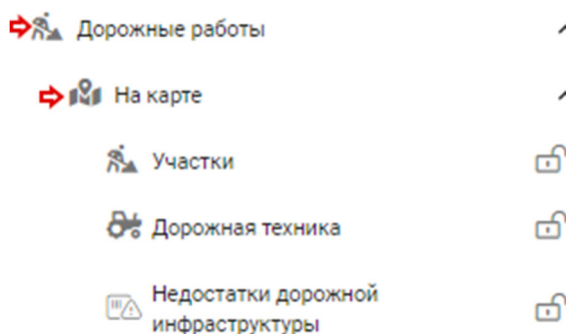 Дорожные работы
На карте
Участки
Дорожная техника
Недостатки дорожной
инфраструктуры